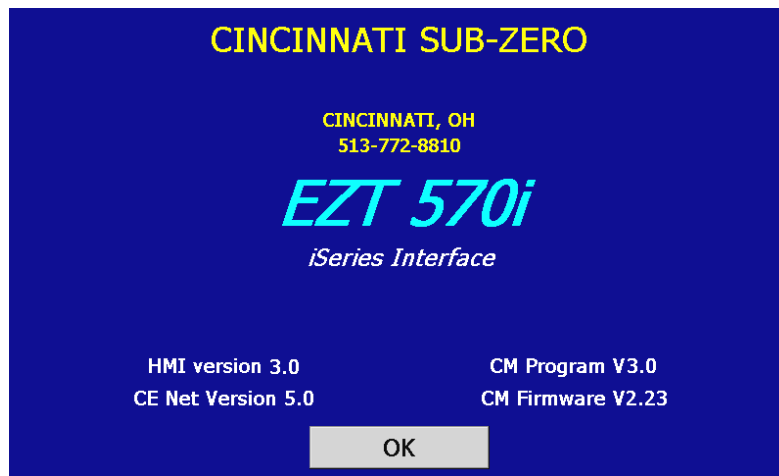 CINCINNATI SUB-ZERO
CINCINNATI, OH
513-772-8810
EZT 570i
iSeries Interface
HMI version 3.0
CM Program V3.0
CE Net Version 5.0
CM Firmware V2.23
OK